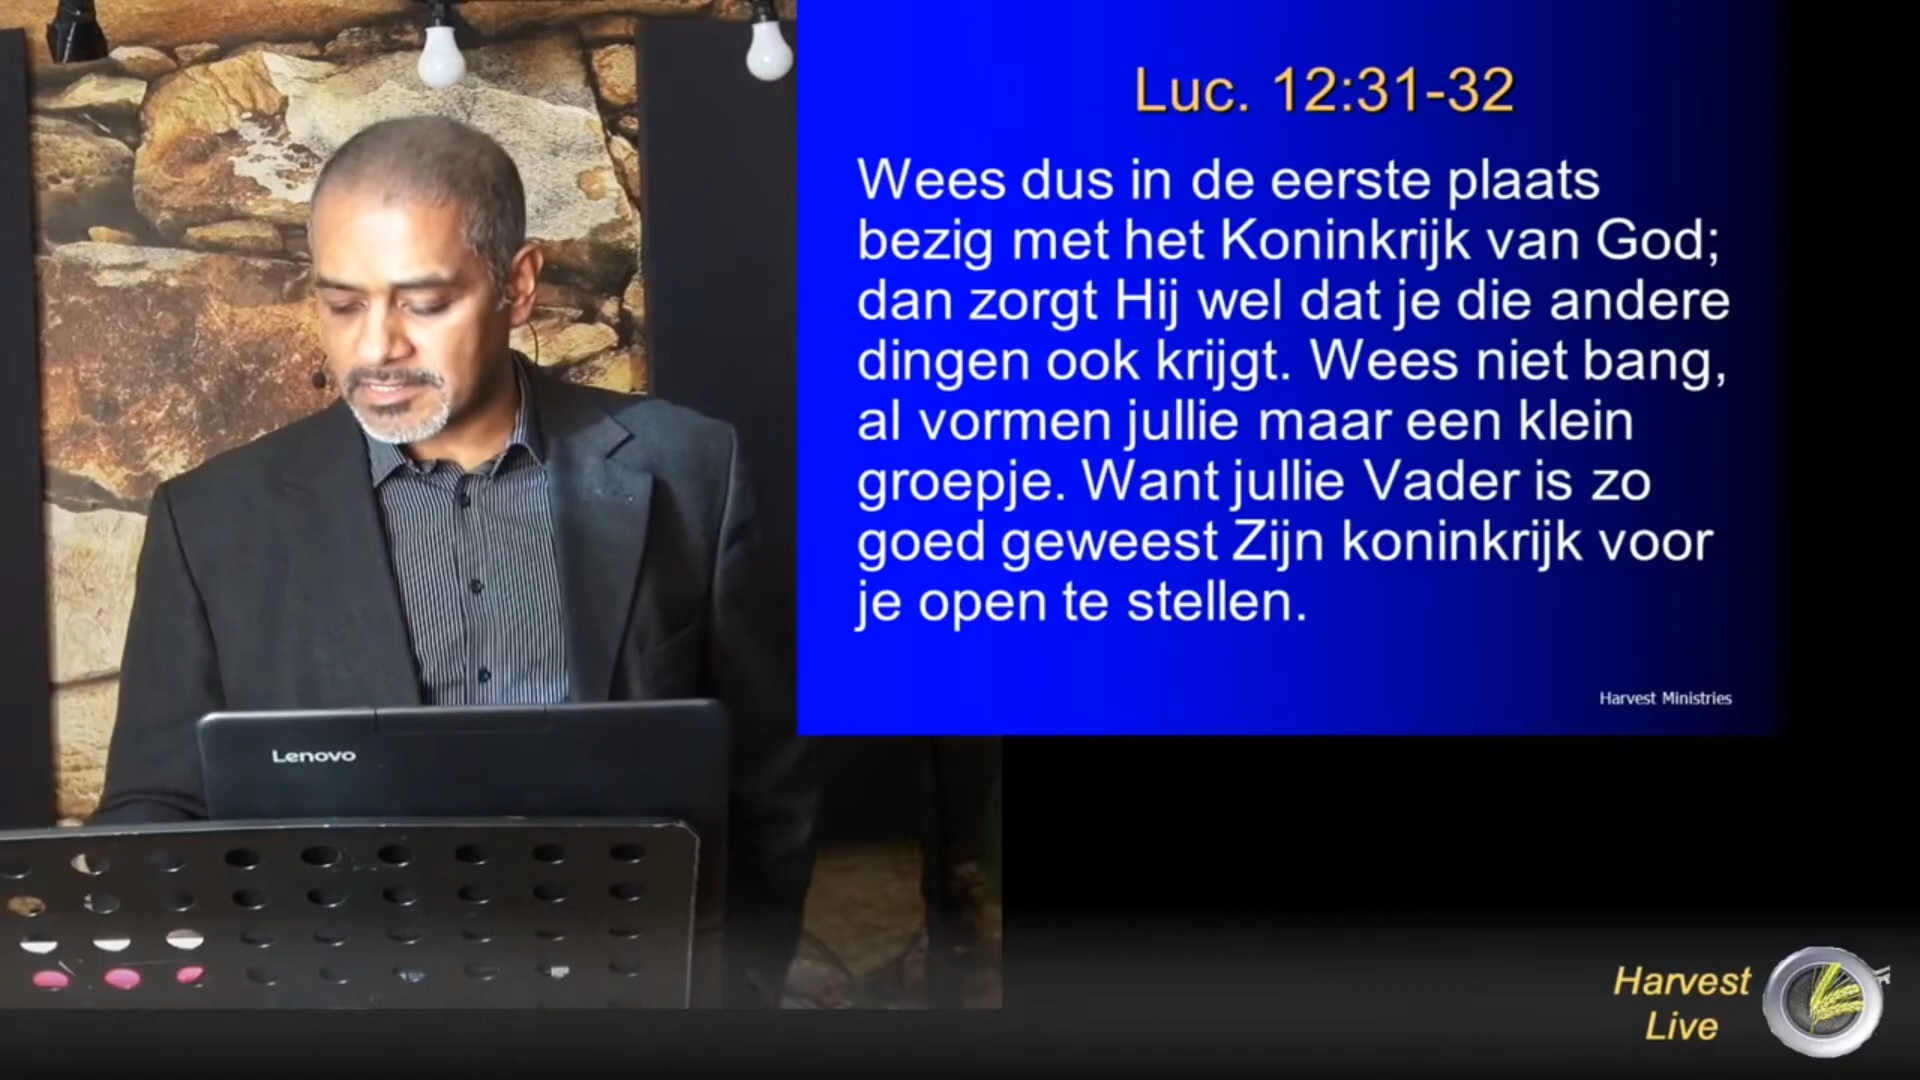 Luc. 12:31-32
Wees dus in de eerste plaats
bezig met het Koninkrijk van God;
dan zorgt Hij wel dat je die andere
dingen ook krijgt. Wees niet bang,
al vormen jullie maar een klein
groepje. Want jullie Vader is zo
goed geweest Zijn koninkrijk voor
je open te stellen.
Harvest Ministries
Lenovo
Harvest
Live